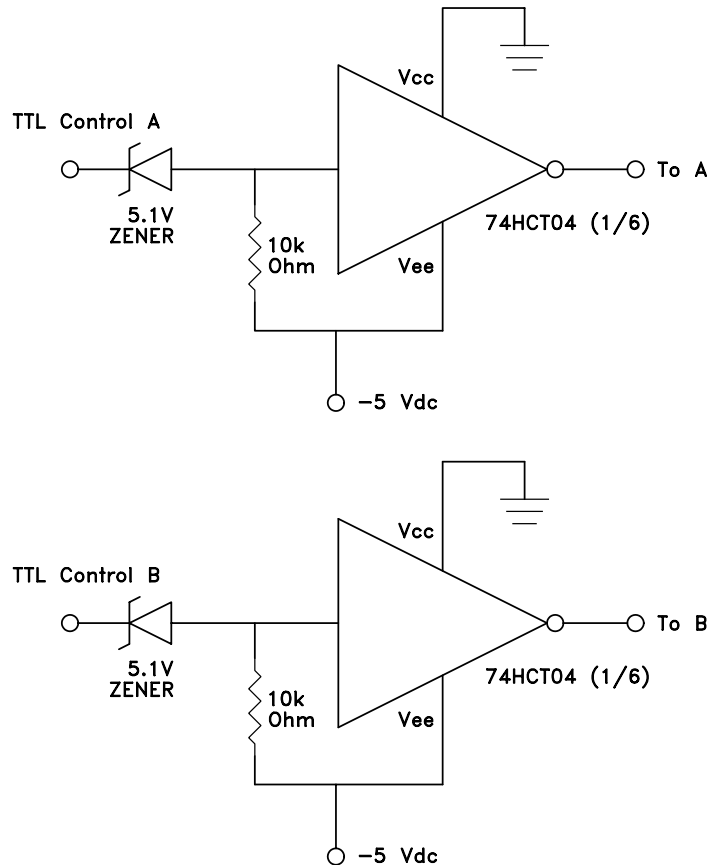 Vcc
TTL Control A
To A
5.1V
ZENER
74HCT04 (1/6)
10k
Ohm
Vee
-5 Vdc
Vcc
TTL Control B
To B
5.1V
ZENER
74HCT04 (1/6)
10k
Ohm
Vee
-5 Vdc